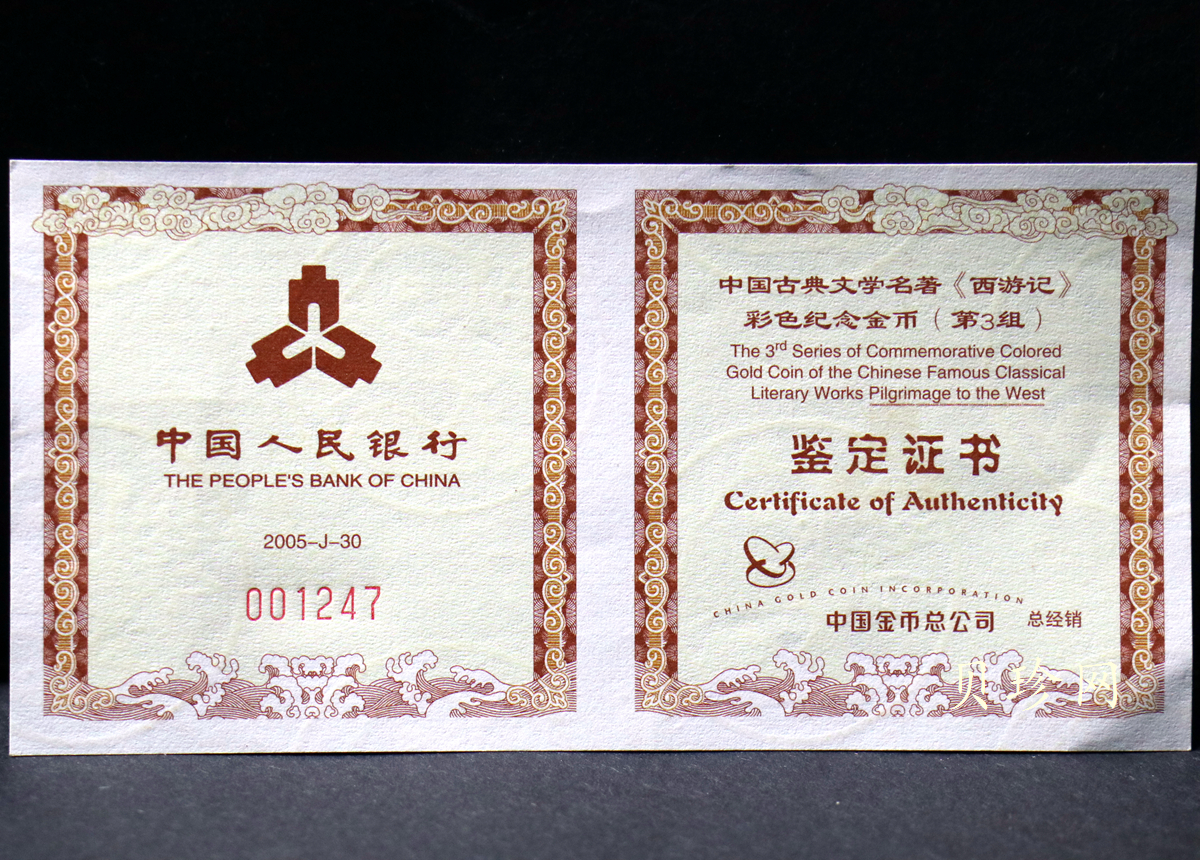 中国人民银行
THE PEOPLE'S BANK OF CHINA
2005-J-30
001247
中国古典文学名著《西游记》
彩色纪念金币（第3组）
The 3rd Series of Commemorative Colored
Gold Coin of the Chinese Famous Classical
Literary Works Pilgrimage to the West
鉴定证书
Certificate of Authenticity
CHINA GOLD COIN INCORPORATION
中国金币总公司 总经销
贝珍网